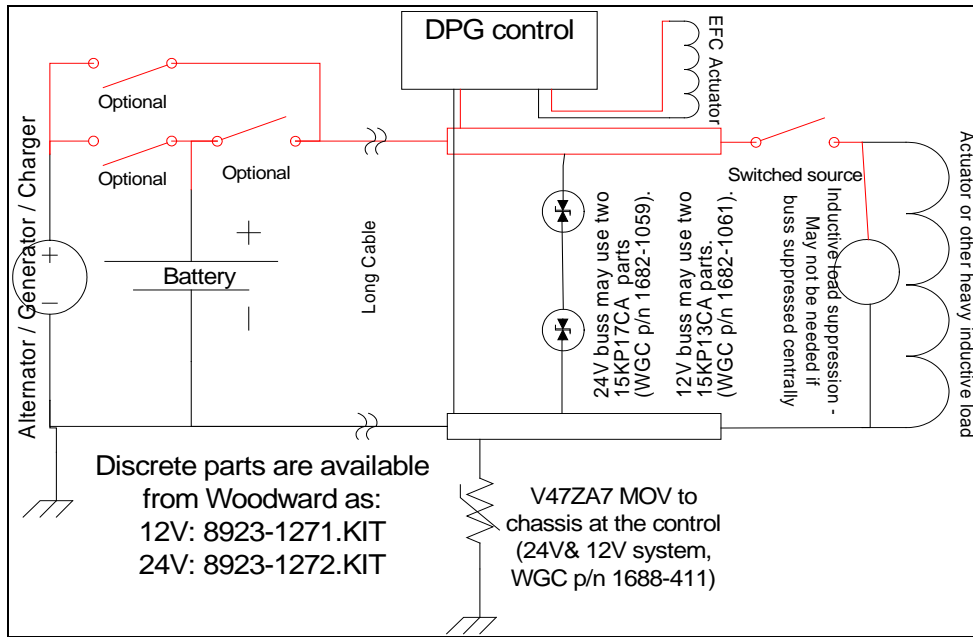 DPG control
EFC Actuator
Optional
Optional
Optional
Switched source
Alternator / Generator / Charger
+
−
Battery
+
−
Long Cable
24V buss may use two
15KP17CA parts
(WGC p/n 1682-1059).
12V buss may use two
15KP13CA parts.
(WGC p/n 1682-1061).
Inductive load suppression -
May not be needed if
buss suppressed centrally
Actuator or other heavy inductive load
Discrete parts are available
from Woodward as:
12V: 8923-1271.KIT
24V: 8923-1272.KIT
V47ZA7 MOV to
chassis at the control
(24V& 12V system,
WGC p/n 1688-411)